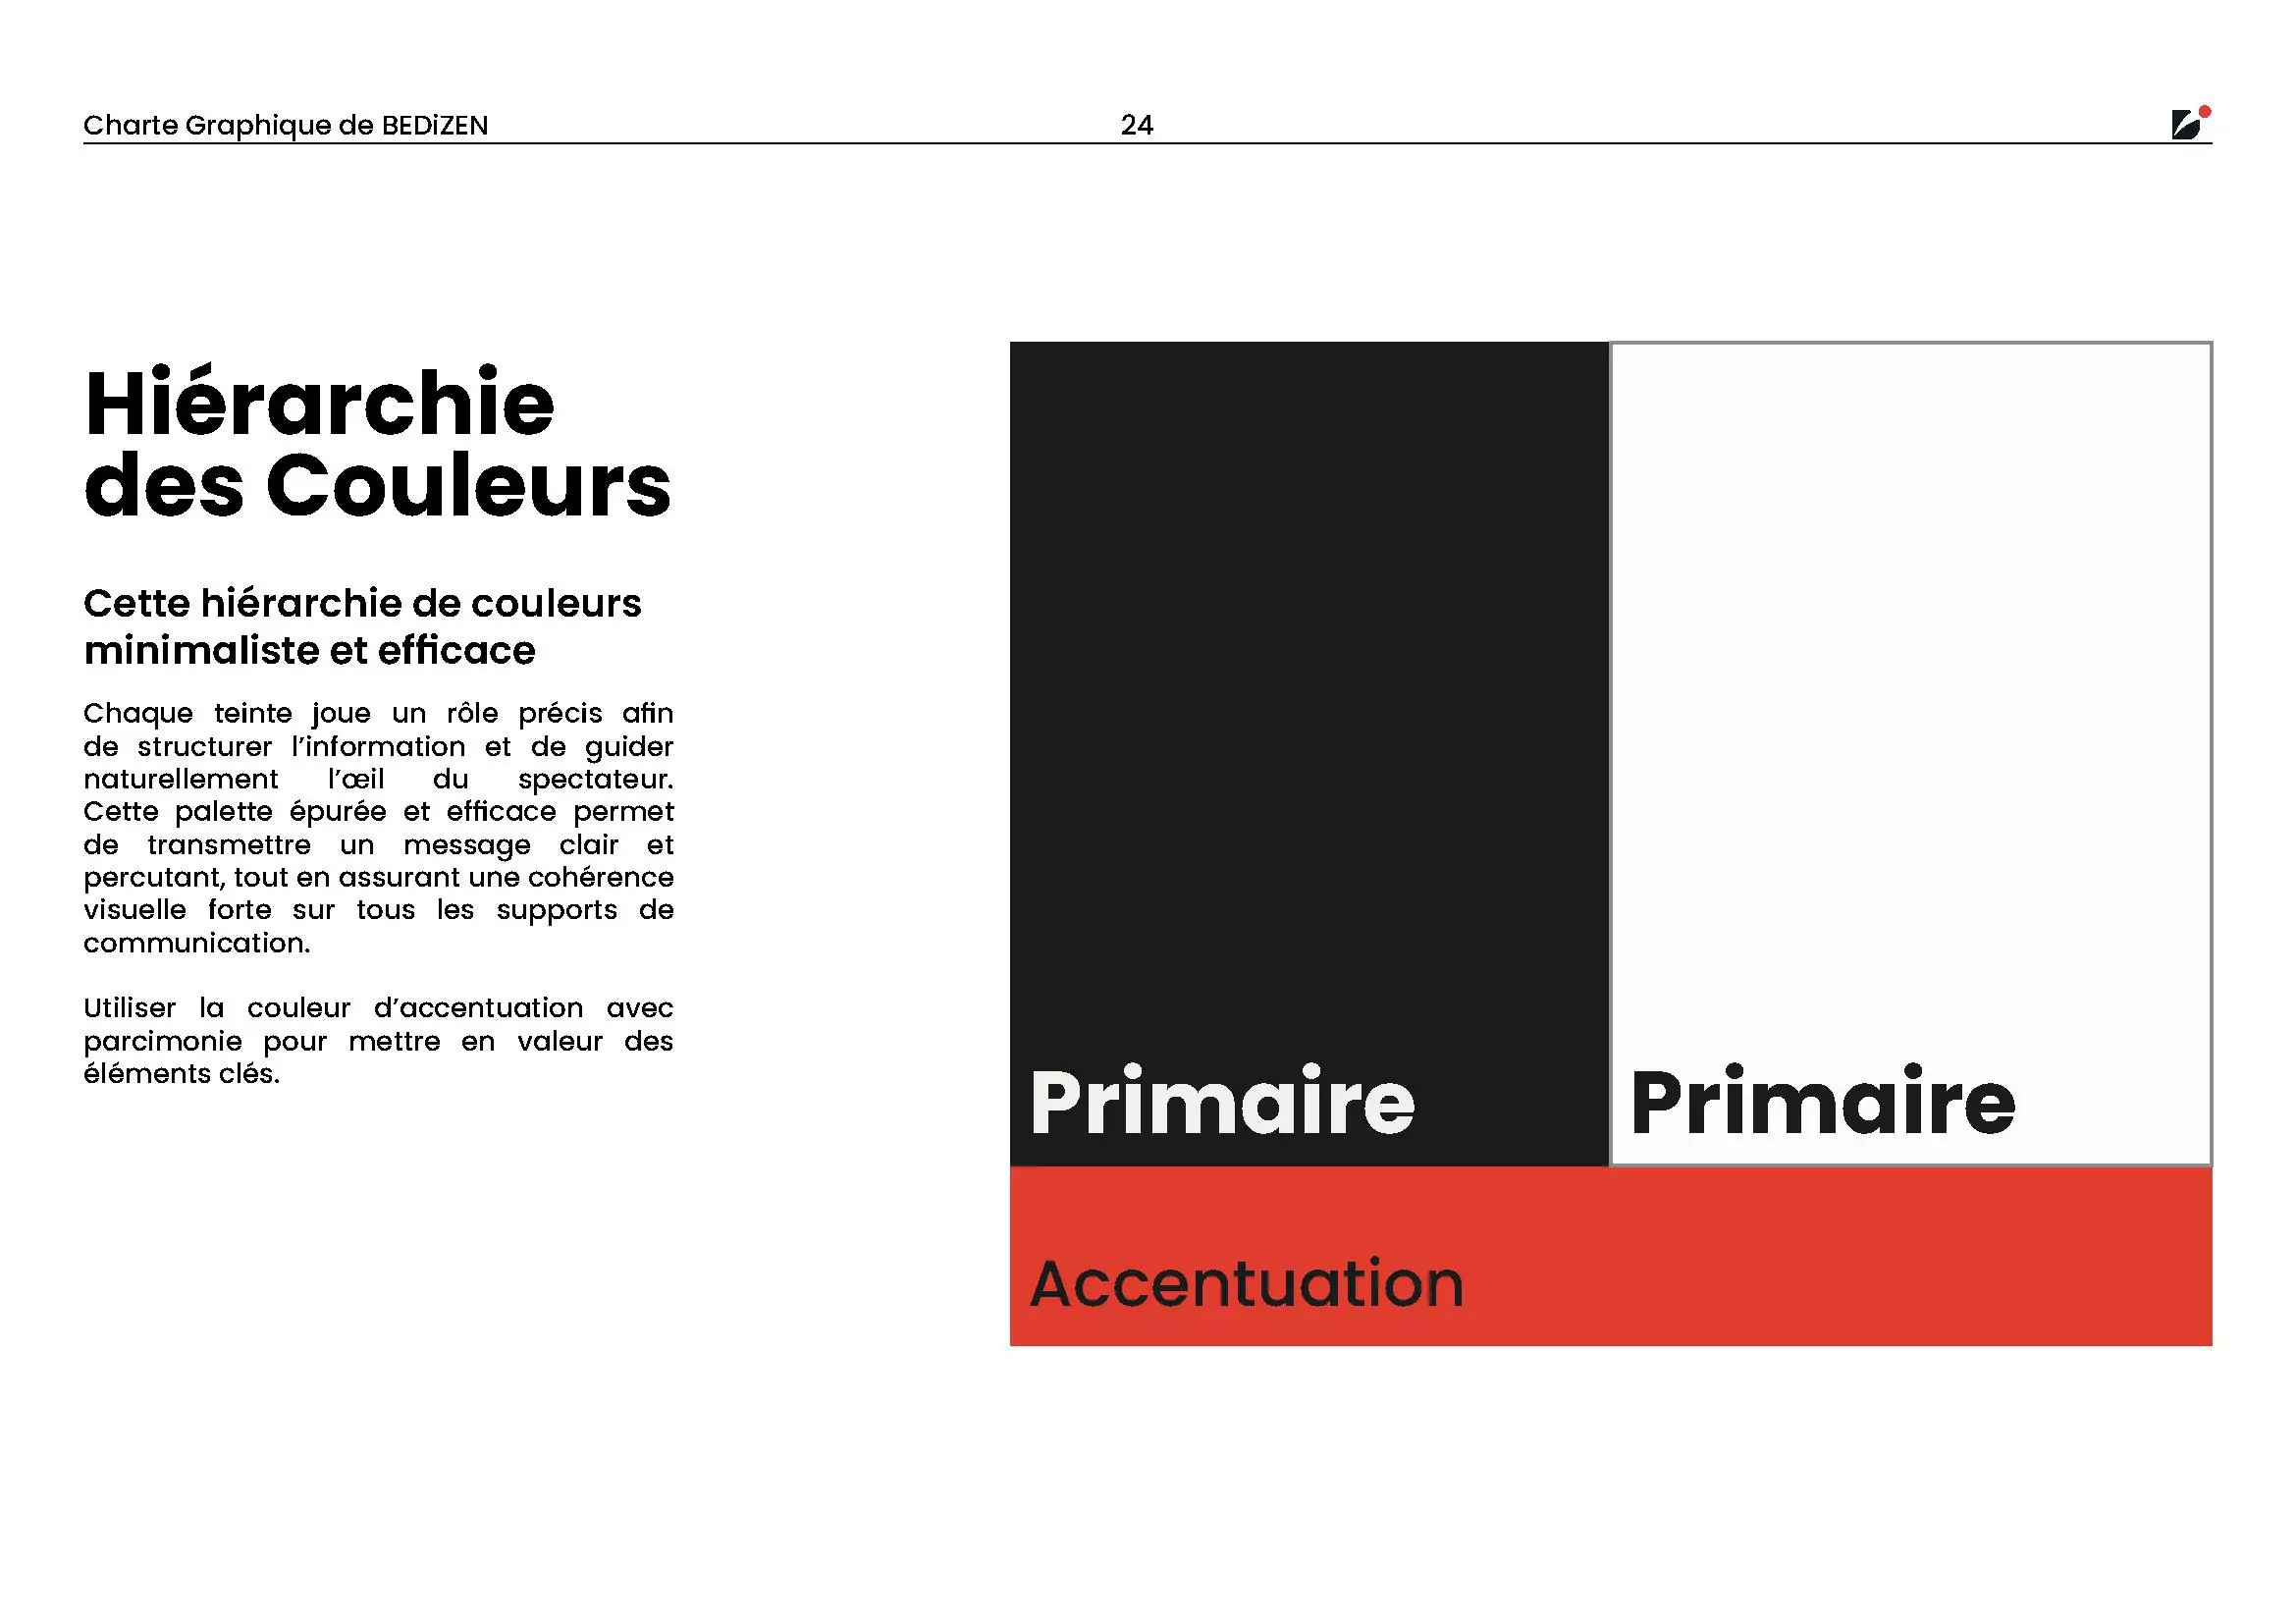 Charte Graphique de BEDiZEN
24
Hiérarchie
des Couleurs
Cette hiérarchie de couleurs
minimaliste et efficace
Chaque teinte joue un rôle précis afin
de structurer l’information et de guider
naturellement l’œil du spectateur.
Cette palette épurée et efficace permet
de transmettre un message clair et
percutant, tout en assurant une cohérence
visuelle forte sur tous les supports de
communication.
Utiliser la couleur d’accentuation avec
parcimonie pour mettre en valeur des
éléments clés.
Primaire
Primaire
Accentuation